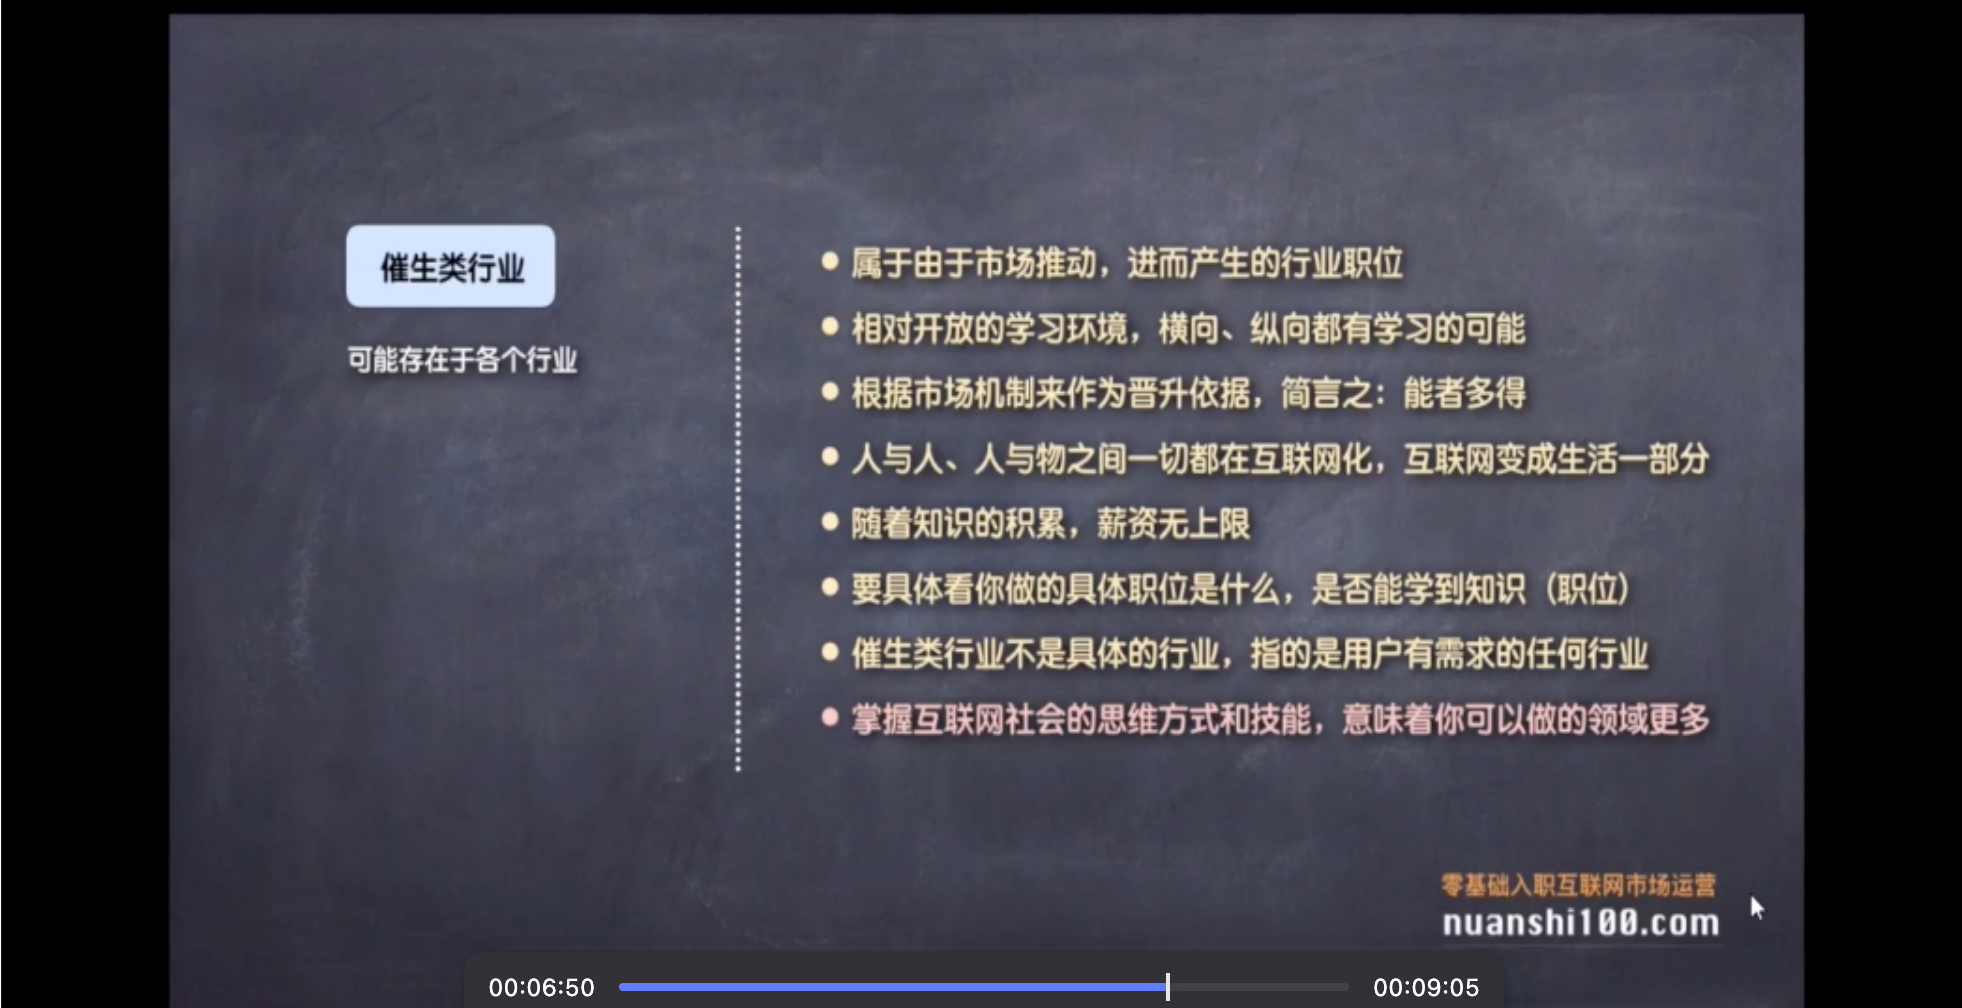 催生类行业
可能存在于各个行业
属于由于市场推动，进而产生的行业职位
相对开放的学习环境，横向、纵向都有学习的可能
根据市场机制来作为晋升依据，简言之：能者多得
人与人、人与物之间一切都在互联网化，互联网变成生活一部分
随着知识的积累，薪资无上限
要具体看你做的具体职位是什么，是否能学到知识（职位）
催生类行业不是具体的行业，指的是用户有需求的任何行业
掌握互联网社会的思维方式和技能，意味着你可以做的领域更多
零基础入职互联网市场运营
nuanshi100.com
00:06:50
00:09:05